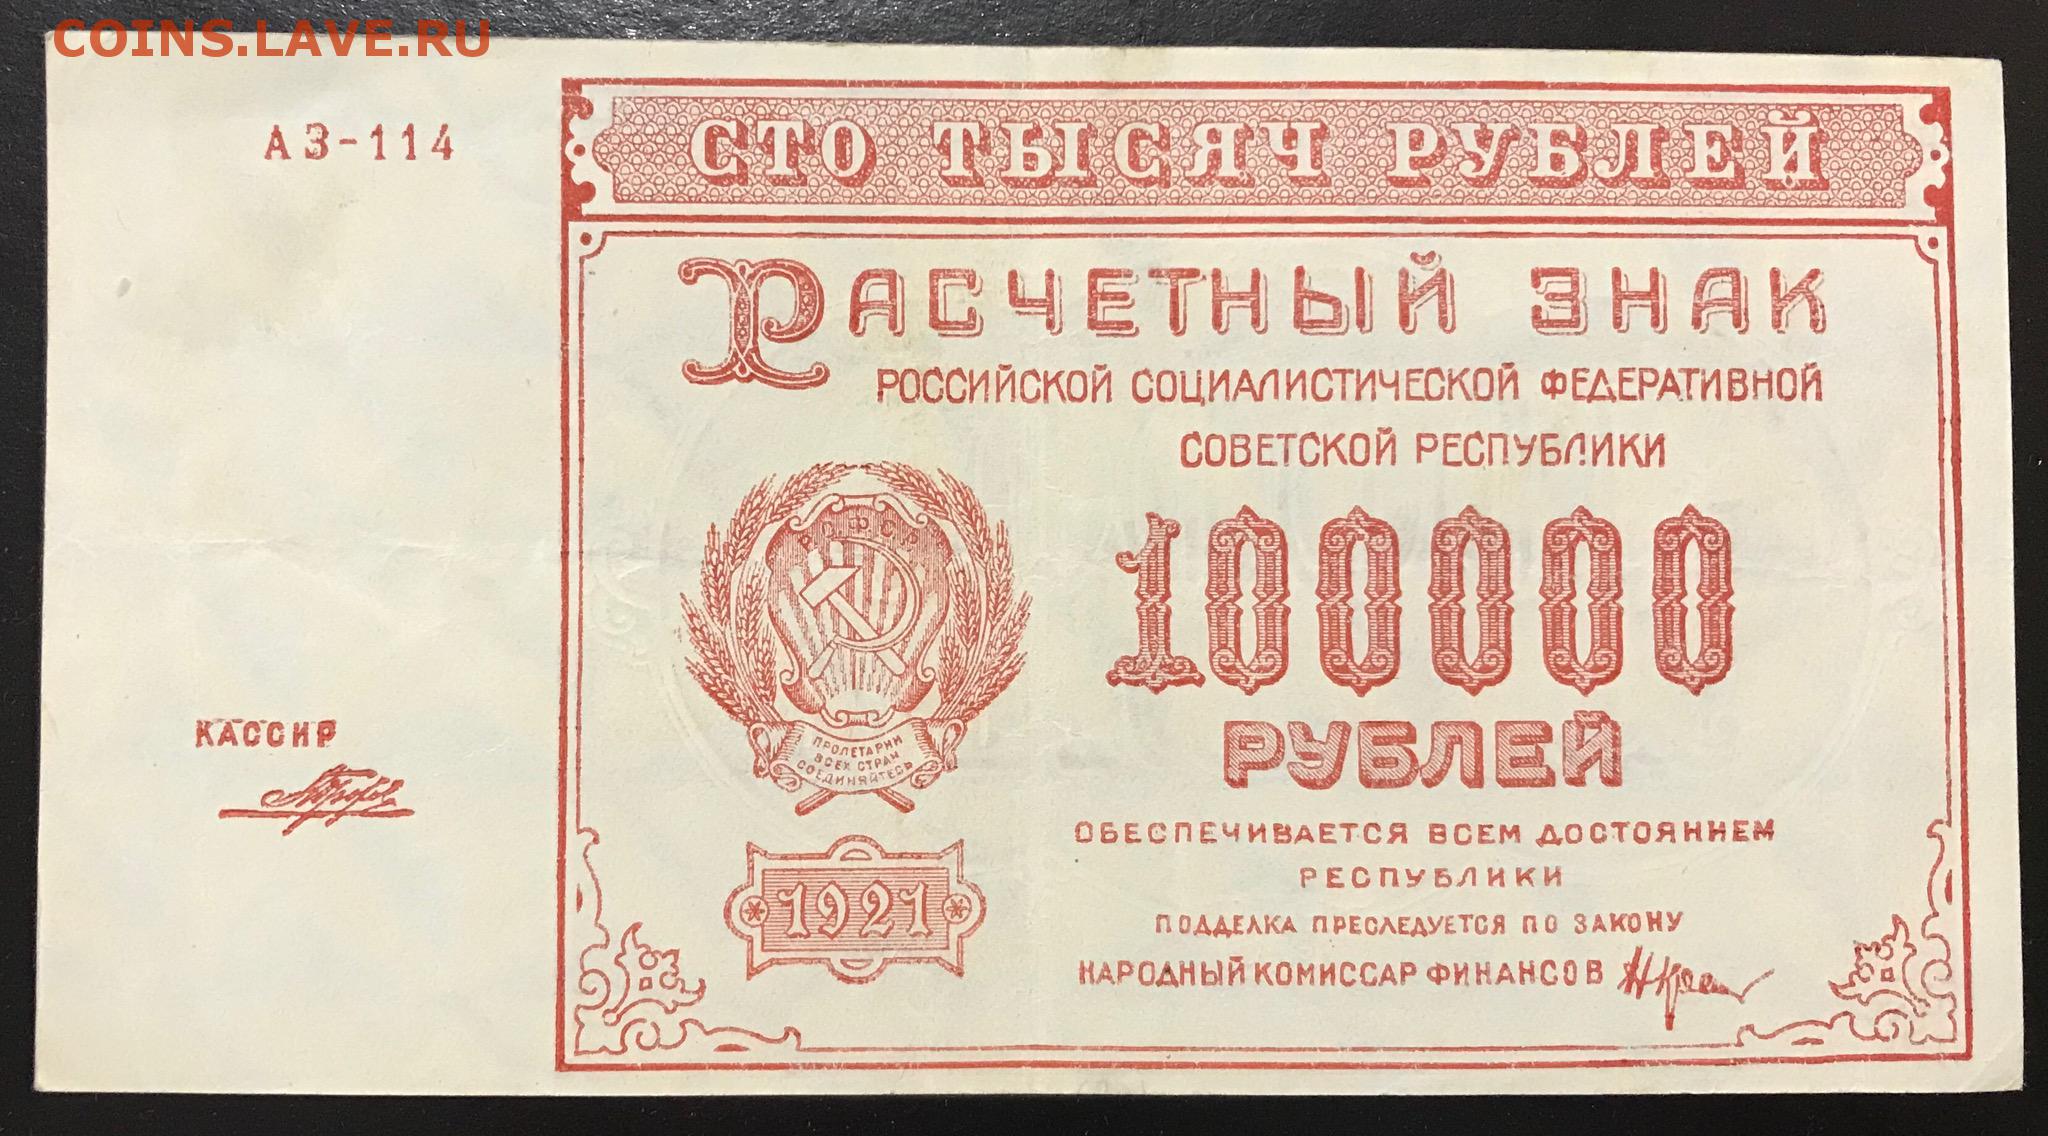 COINS.LAVE.RU
АЗ-114
СТО ТЫСЯЧ РУБЛЕЙ
РАСЧЕТНЫЙ ЗНАК
РОССИЙСКОЙ СОЦИАЛИСТИЧЕСКОЙ ФЕДЕРАТИВНОЙ
СОВЕТСКОЙ РЕСПУБЛИКИ
РСФСР
100000
РУБЛЕЙ
КАССИР
ПРОЛЕТАРИИ
ВСЕХ СТРАН
СОЕДИНЯЙТЕСЬ
ОБЕСПЕЧИВАЕТСЯ ВСЕМ ДОСТОЯНИЕМ
РЕСПУБЛИКИ
1921
ПОДДЕЛКА ПРЕСЛЕДУЕТСЯ ПО ЗАКОНУ
НАРОДНЫЙ КОМИССАР ФИНАНСОВ